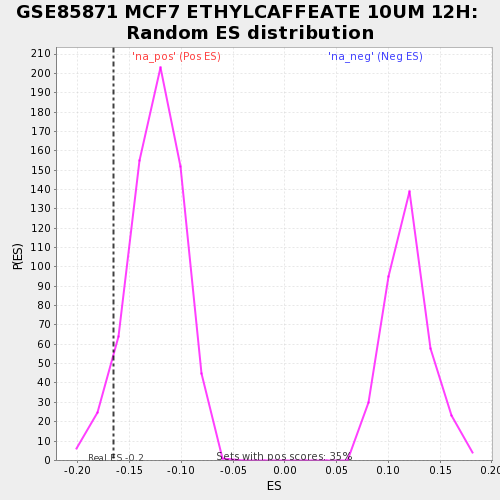 GSE85871 MCF7 ETHYLCAFFEATE 10UM 12H:
Random ES distribution
'na_pos' (Pos ES) 'na_neg' (Neg ES)
210
200
190
180
170
160
150
140
130
120
110
100
90
80
70
60
50
40
30
20
10
0
P(ES)
Real ES -0.2
Sets with pos scores: 35%
-0.20 -0.15 -0.10 -0.05 0.00 0.05 0.10 0.15 0.20
ES